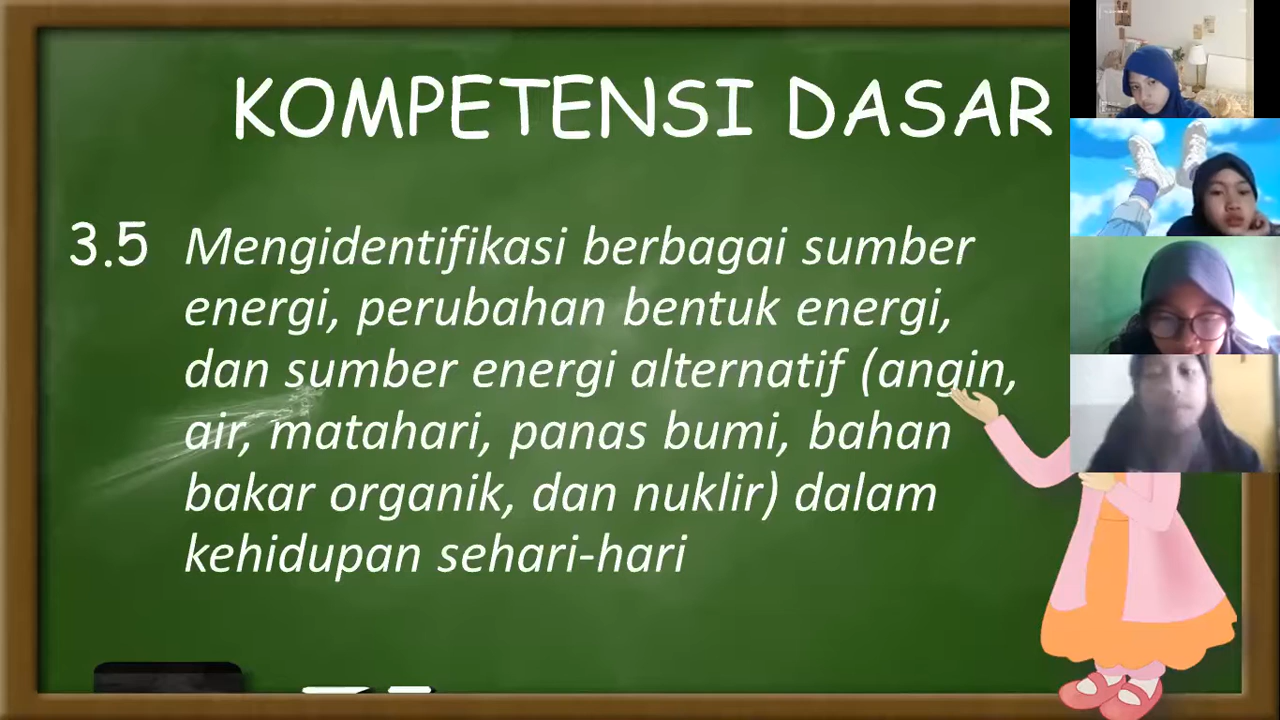 KOMPETENSI DASAR
3.5 Mengidentifikasi berbagai sumber
energi, perubahan bentuk energi,
dan sumber energi alternatif (angin,
air, matahari, panas bumi, bahan
bakar organik, dan nuklir) dalam
kehidupan sehari-hari